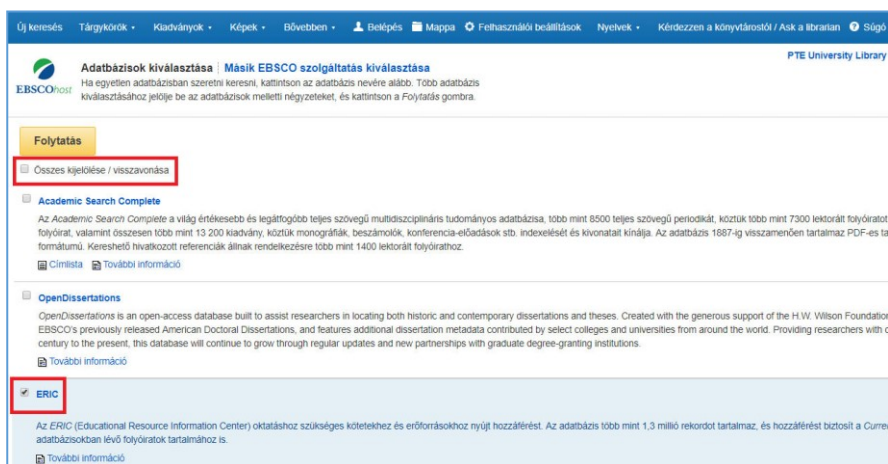 Új keresés Tárgykörök Kiadványok Képek Bővebben Belépés Mappa Felhasználói beállítások Nyelvek Kérdezzen a könyvtárostól / Ask a librarian Súgó
PTE University Library
EBSCOhost
Adatbázisok kiválasztása | Másik EBSCO szolgáltatás kiválasztása
Ha egyetlen adatbázisban szeretni keresni, kattintson az adatbázis nevére alább. Több adatbázis
kiválasztásához jelölje be az adatbázisok melletti négyzeteket, és kattintson a Folytatás gombra.
Folytatás
Összes kijelölése / visszavonása
Academic Search Complete
Az Academic Search Complete a világ értékesebb és legátfogóbb teljes szövegű multidiszciplináris tudományos adatbázisa, több mint 8500 teljes szövegű periodikát, köztük több mint 7300 lektorált folyóiratot
folyóirat, valamint összesen több mint 13 200 kiadvány, köztük monográfiák, beszámolók, konferencia-előadások stb. indexelését és kivonatait kínálja. Az adatbázis 1887-ig visszamenően tartalmaz PDF-es ta
formátumú. Kereshető hivatkozott referenciák állnak rendelkezésre több mint 1400 lektorált folyóirathoz.
Címlista További információ
OpenDissertations
OpenDissertations is an open-access database built to assist researchers in locating both historic and contemporary dissertations and theses. Created with the generous support of the H.W. Wilson Foundation
EBSCO's previously released American Doctoral Dissertations, and features additional dissertation metadata contributed by select colleges and universities from around the world. Providing researchers with
century to the present, this database will continue to grow through regular updates and new partnerships with graduate degree-granting institutions.
További információ
ERIC
Az ERIC (Educational Resource Information Center) oktatáshoz szükséges kötetekhez és erőforrásokhoz nyújt hozzáférést. Az adatbázis több mint 1,3 millió rekordot tartalmaz, és hozzáférést biztosít a Curre
adatbázisokban lévő folyóiratok tartalmához is.
További információ